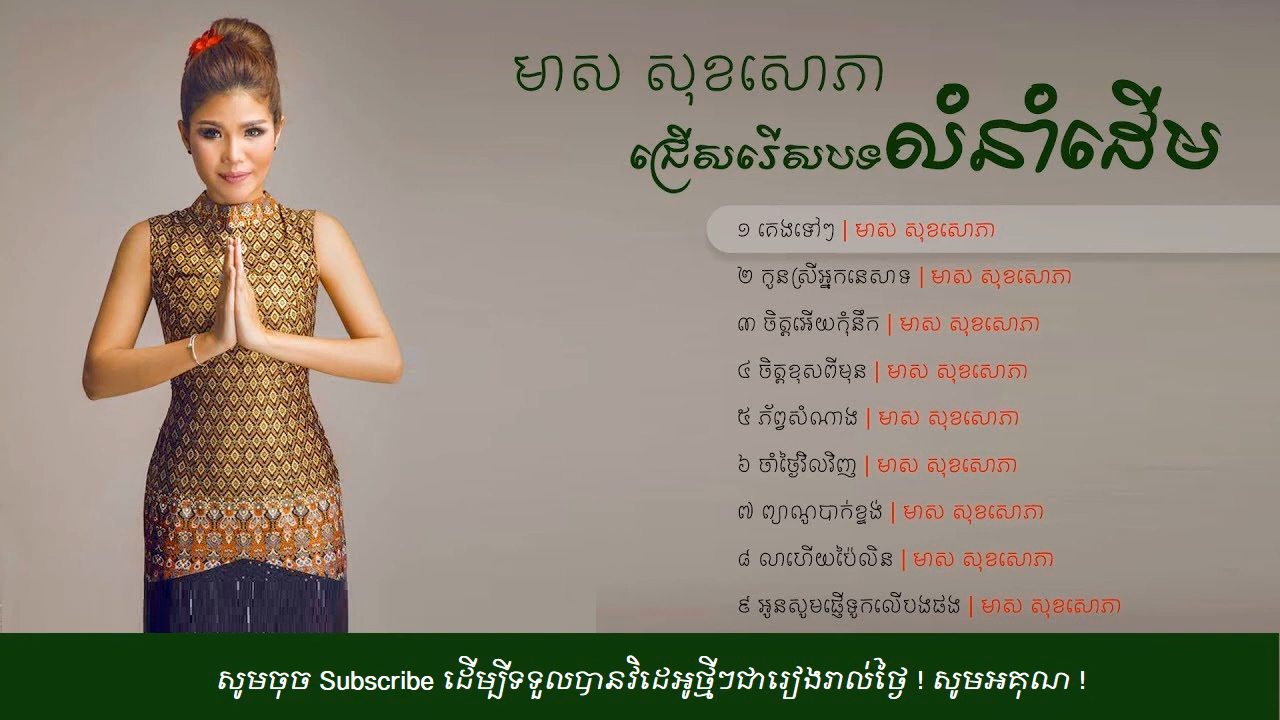 មាស សុខសោភា
ជ្រើសរើសបទលំនាំដើម
១ គេងទៅៗ | មាស សុខសោភា
២ កូនស្រីអ្នកនេសាទ | មាស សុខសោភា
៣ ចិត្តអើយកុំនឹក | មាស សុខសោភា
៤ ចិត្តខុសពីមុន | មាស សុខសោភា
៥ ភ័ព្វសំណាង | មាស សុខសោភា
៦ ចាំថ្ងៃវិលវិញ | មាស សុខសោភា
៧ ព្យាណូបាក់ខ្ទង់ | មាស សុខសោភា
៨ លាហើយប៉ៃលិន | មាស សុខសោភា
៩ អូនសូមផ្ញើទូកលើបងផង | មាស សុខសោភា
សូមចុច Subscribe ដើម្បីទទួលបានវិដេអូថ្មីៗជារៀងរាល់ថ្ងៃ ! សូមអគុណ !